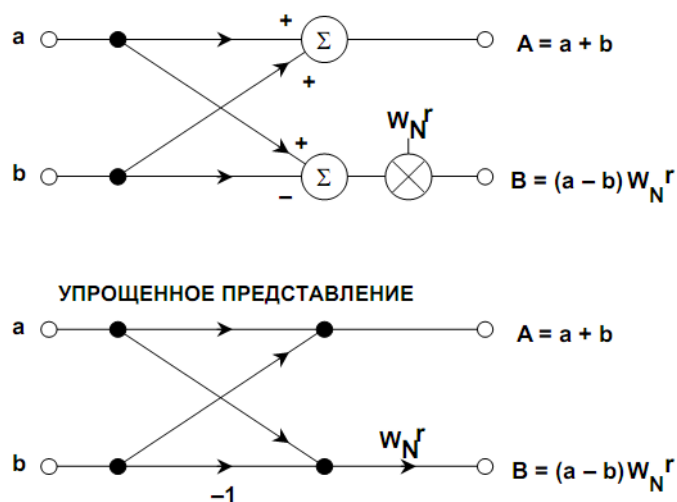 a + Σ A = a + b
+
W_N^r
+
b – Σ B = (a – b) W_N^r
УПРОЩЕННОЕ ПРЕДСТАВЛЕНИЕ
a A = a + b
W_N^r
b B = (a – b) W_N^r
–1